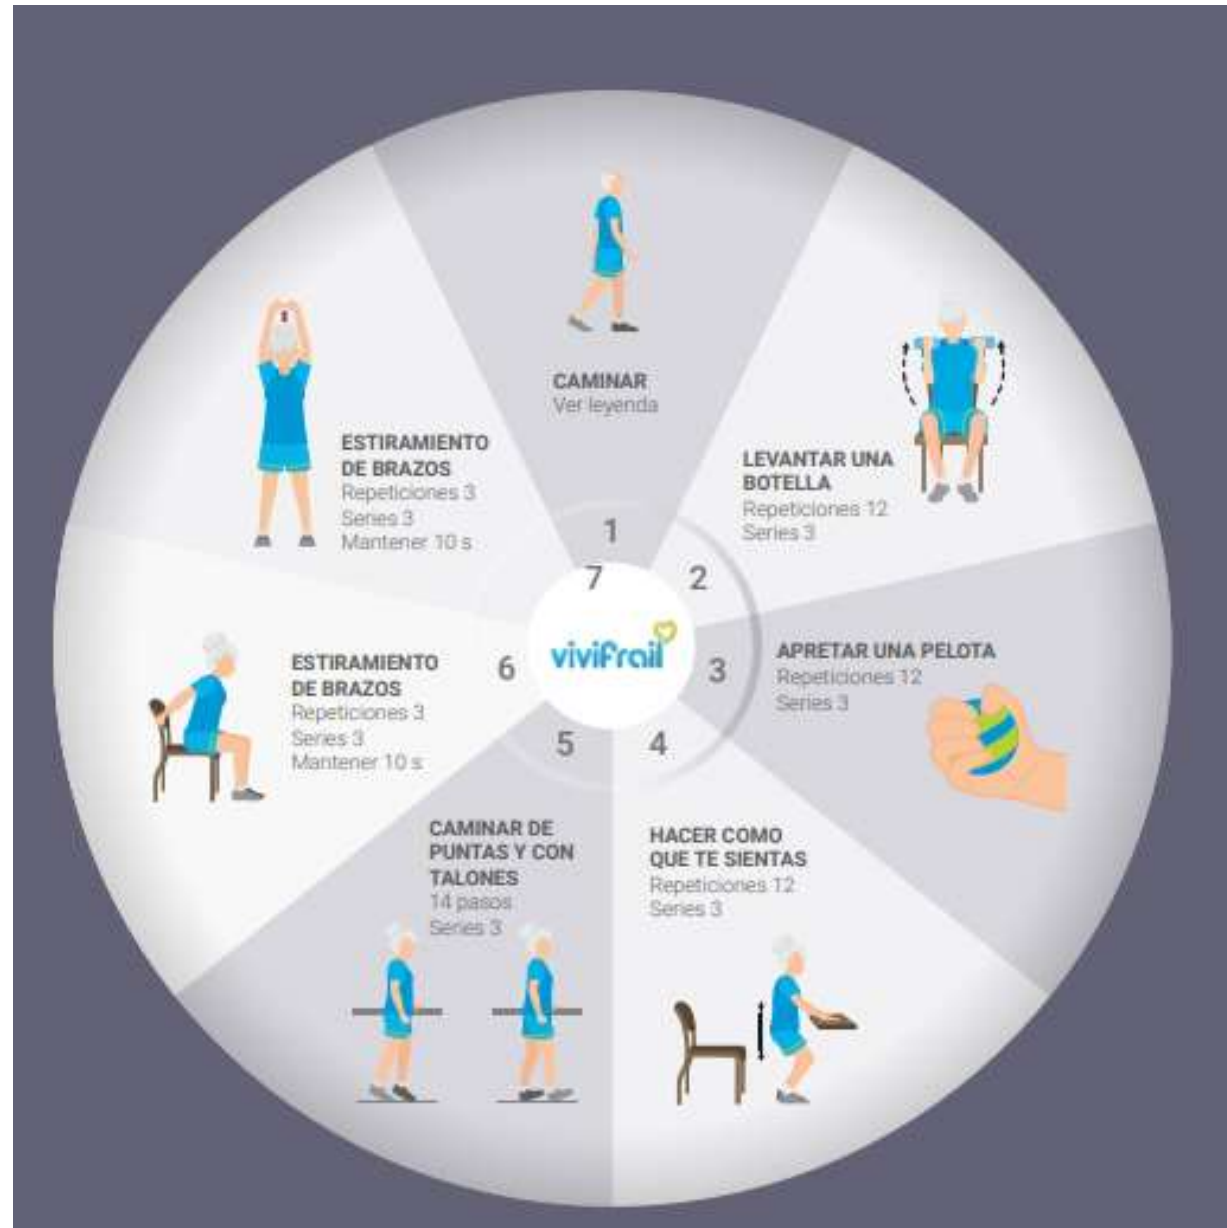 CAMINAR
Ver leyenda
1
LEVANTAR UNA
BOTELLA
Repeticiones 12
Series 3
2
APRETAR UNA PELOTA
Repeticiones 12
Series 3
3
HACER COMO
QUE TE SIENTAS
Repeticiones 12
Series 3
4
CAMINAR DE
PUNTAS Y CON
TALONES
14 pasos
Series 3
5
ESTIRAMIENTO
DE BRAZOS
Repeticiones 3
Series 3
Mantener 10 s
6
ESTIRAMIENTO
DE BRAZOS
Repeticiones 3
Series 3
Mantener 10 s
7
vivifrail